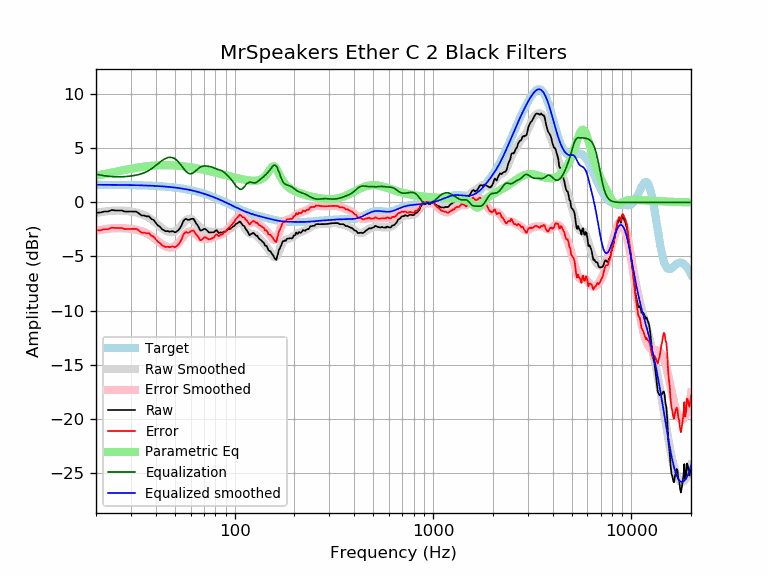 MrSpeakers Ether C 2 Black Filters
Amplitude (dBr)
10
5
0
−5
−10
−15
−20
−25
Target
Raw Smoothed
Error Smoothed
Raw
Error
Parametric Eq
Equalization
Equalized smoothed
100
1000
10000
Frequency (Hz)